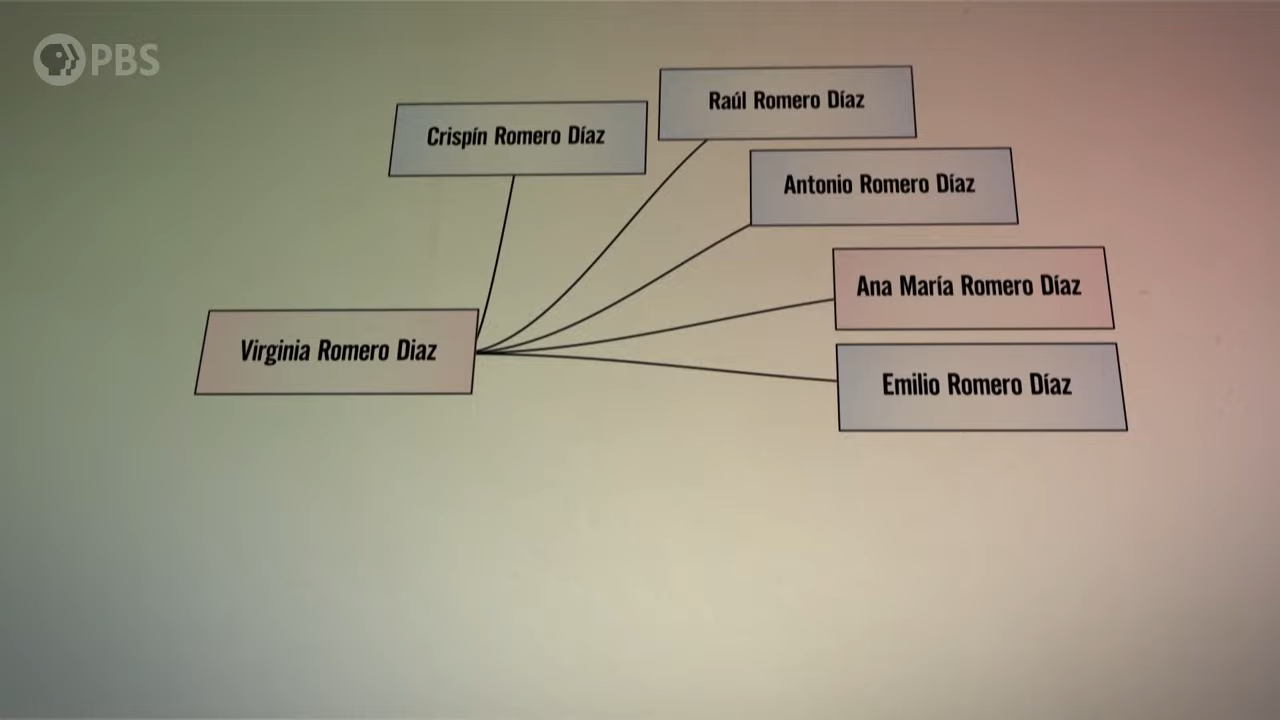 PBS
Raúl Romero Díaz
Crispín Romero Díaz
Antonio Romero Díaz
Ana María Romero Díaz
Virginia Romero Diaz
Emilio Romero Díaz